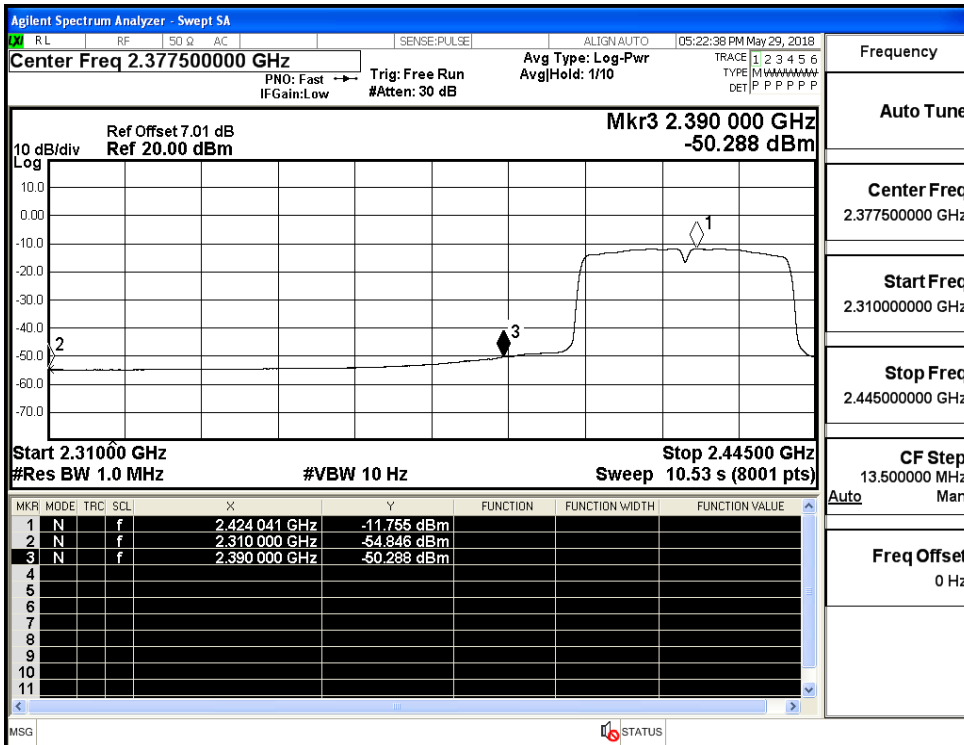 Agilent Spectrum Analyzer - Swept SA
LXI RL RF 50 Ω AC SENSE:PULSE ALIGNAUTO 05:22:38 PM May 29, 2018
Center Freq 2.377500000 GHz
PNO: Fast
IFGain:Low
Trig: Free Run
#Atten: 30 dB
Avg Type: Log-Pwr
Avg|Hold: 1/10
TRACE 1 2 3 4 5 6
TYPE M
DET P P P P P P
Ref Offset 7.01 dB
10 dB/div Ref 20.00 dBm
Log
Mkr3 2.390 000 GHz
-50.288 dBm
10.0
0.00
-10.0
-20.0
-30.0
-40.0
-50.0
-60.0
-70.0
1
2
3
Start 2.31000 GHz Stop 2.44500 GHz
#Res BW 1.0 MHz #VBW 10 Hz Sweep 10.53 s (8001 pts)
MKR MODE TRC SCL X Y FUNCTION FUNCTION WIDTH FUNCTION VALUE
1 N f 2.424 041 GHz -11.755 dBm
2 N f 2.310 000 GHz -54.846 dBm
3 N f 2.390 000 GHz -50.288 dBm
4
5
6
7
8
9
10
11
MSG STATUS
Frequency
Auto Tune
Center Freq
2.377500000 GHz
Start Freq
2.310000000 GHz
Stop Freq
2.445000000 GHz
CF Step
13.500000 MHz
Auto Man
Freq Offset
0 Hz